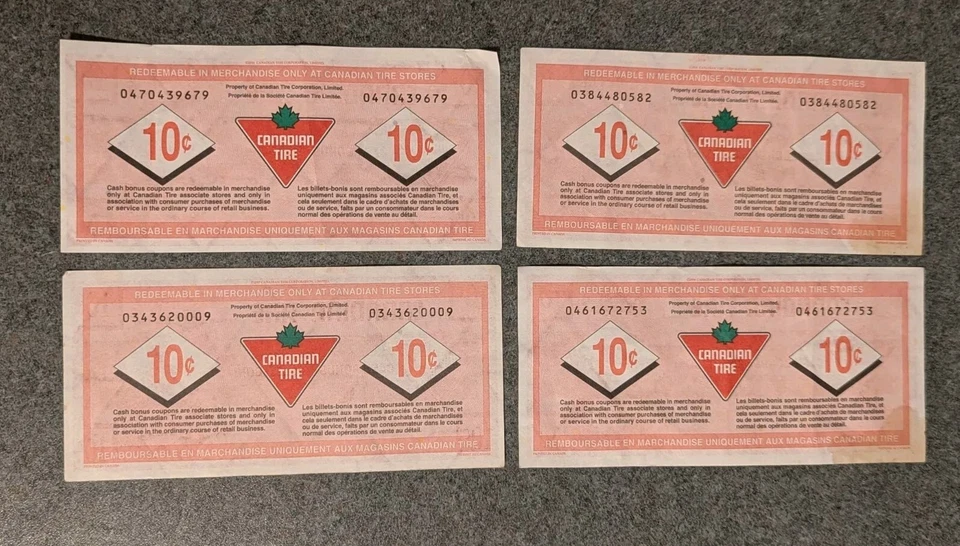 REDEEMABLE IN MERCHANDISE ONLY AT CANADIAN TIRE STORES
Property of Canadian Tire Corporation, Limited.
Propriété de la Société Canadian Tire Limitée.
0470439679
0470439679
10¢
CANADIAN
TIRE
10¢
Cash bonus coupons are redeemable in merchandise
only at Canadian Tire associate stores and only in
association with consumer purchases of merchandise
or service in the ordinary course of retail business.
Les billets-bonis sont remboursables en marchandise
uniquement aux magasins associés Canadian Tire, et
cela seulement dans le cadre d'achats de marchandises
ou de service, faits par un consommateur dans le cours
normal des opérations de vente au détail.
REMBOURSABLE EN MARCHANDISE UNIQUEMENT AUX MAGASINS CANADIAN TIRE
REDEEMABLE IN MERCHANDISE ONLY AT CANADIAN TIRE STORES
Property of Canadian Tire Corporation, Limited.
Propriété de la Société Canadian Tire Limitée.
0384480582
0384480582
10¢
CANADIAN
TIRE
10¢
Cash bonus coupons are redeemable in merchandise
only at Canadian Tire associate stores and only in
association with consumer purchases of merchandise
or service in the ordinary course of retail business.
Les billets-bonis sont remboursables en marchandise
uniquement aux magasins associés Canadian Tire, et
cela seulement dans le cadre d'achats de marchandises
ou de service, faits par un consommateur dans le cours
normal des opérations de vente au détail.
REMBOURSABLE EN MARCHANDISE UNIQUEMENT AUX MAGASINS CANADIAN TIRE
REDEEMABLE IN MERCHANDISE ONLY AT CANADIAN TIRE STORES
Property of Canadian Tire Corporation, Limited.
Propriété de la Société Canadian Tire Limitée.
0343620009
0343620009
10¢
CANADIAN
TIRE
10¢
Cash bonus coupons are redeemable in merchandise
only at Canadian Tire associate stores and only in
association with consumer purchases of merchandise
or service in the ordinary course of retail business.
Les billets-bonis sont remboursables en marchandise
uniquement aux magasins associés Canadian Tire, et
cela seulement dans le cadre d'achats de marchandises
ou de service, faits par un consommateur dans le cours
normal des opérations de vente au détail.
REMBOURSABLE EN MARCHANDISE UNIQUEMENT AUX MAGASINS CANADIAN TIRE
REDEEMABLE IN MERCHANDISE ONLY AT CANADIAN TIRE STORES
Property of Canadian Tire Corporation, Limited.
Propriété de la Société Canadian Tire Limitée.
0461672753
0461672753
10¢
CANADIAN
TIRE
10¢
Cash bonus coupons are redeemable in merchandise
only at Canadian Tire associate stores and only in
association with consumer purchases of merchandise
or service in the ordinary course of retail business.
Les billets-bonis sont remboursables en marchandise
uniquement aux magasins associés Canadian Tire, et
cela seulement dans le cadre d'achats de marchandises
ou de service, faits par un consommateur dans le cours
normal des opérations de vente au détail.
REMBOURSABLE EN MARCHANDISE UNIQUEMENT AUX MAGASINS CANADIAN TIRE